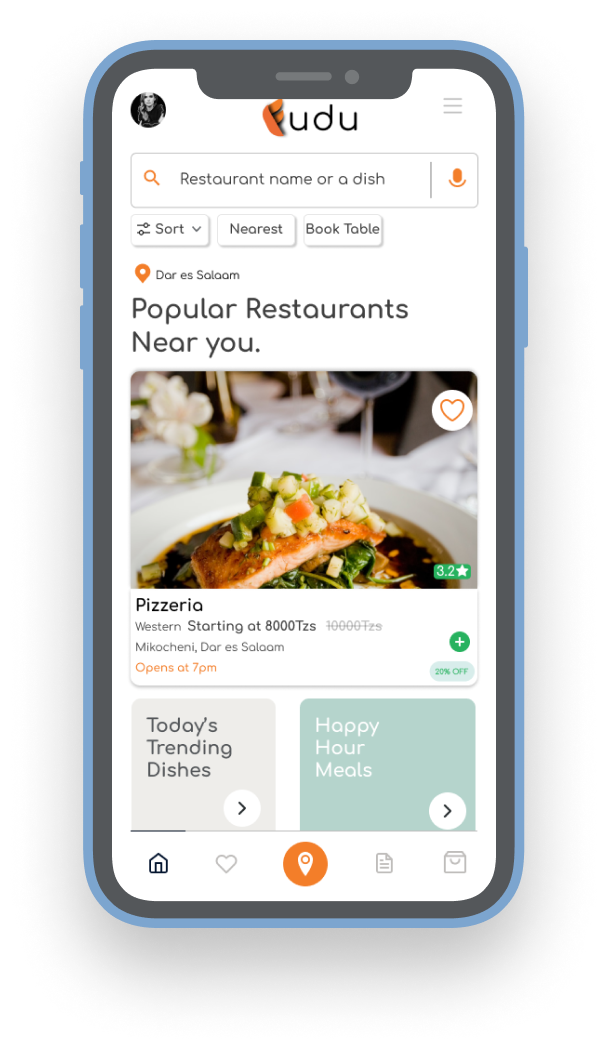 Fudu
Restaurant name or a dish
Sort
Nearest
Book Table
Dar es Salaam
Popular Restaurants
Near you.
3.2
Pizzeria
Western Starting at 8000Tzs 10000Tzs
Mikocheni, Dar es Salaam
Opens at 7pm
20% OFF
Today's
Trending
Dishes
Happy
Hour
Meals